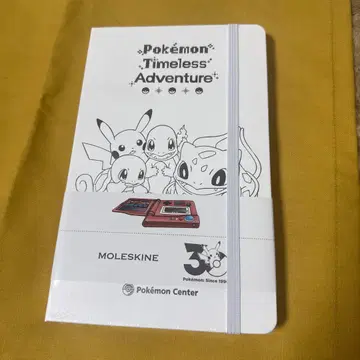 Pokémon
Timeless
Adventure
MOLESKINE
30
Pokémon: Since 1996
Pokémon Center